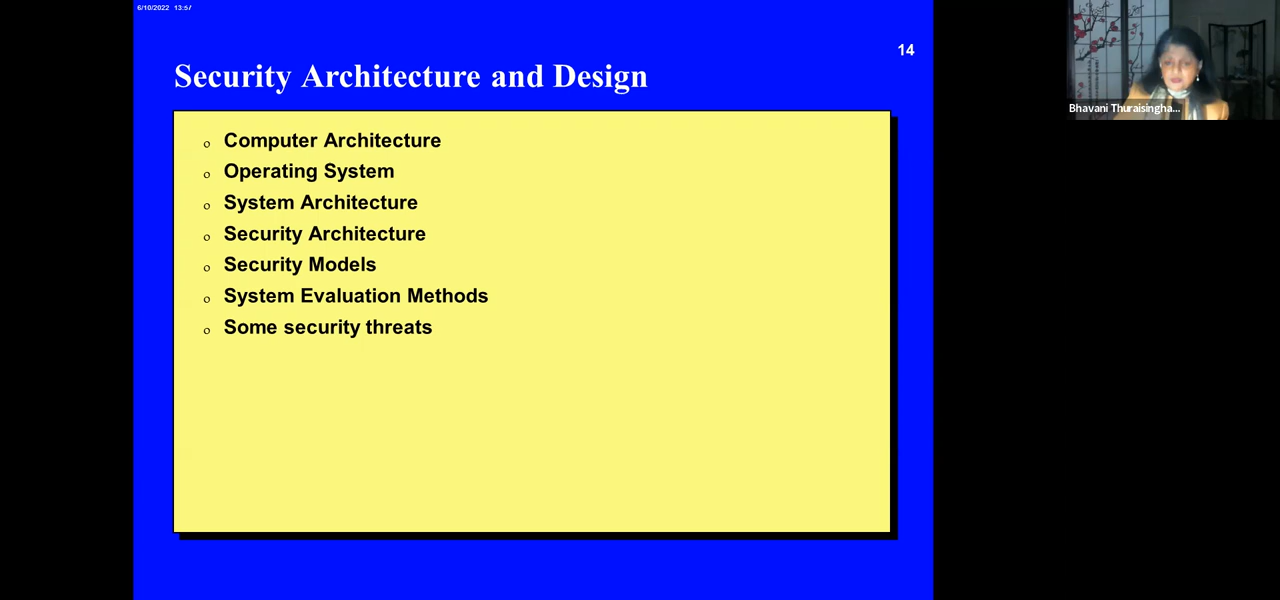 6/10/2022 13:57
14
Security Architecture and Design
o Computer Architecture
o Operating System
o System Architecture
o Security Architecture
o Security Models
o System Evaluation Methods
o Some security threats
Bhavani Thuraisingha...